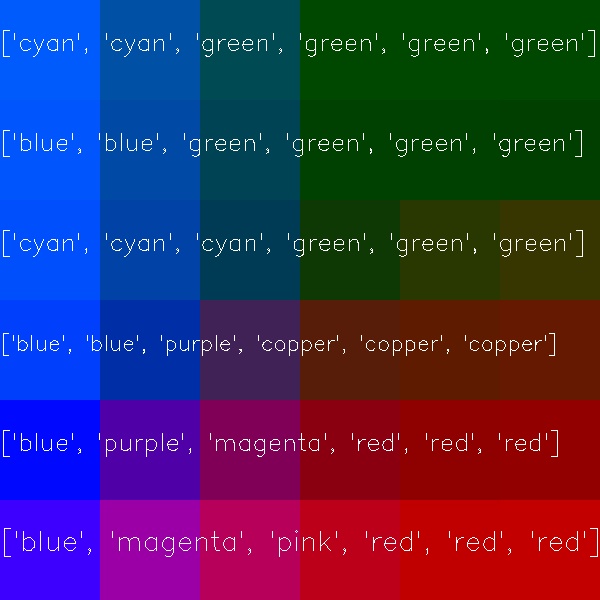 ['cyan', 'cyan', 'green', 'green', 'green', 'green']
['blue', 'blue', 'green', 'green', 'green', 'green']
['cyan', 'cyan', 'cyan', 'green', 'green', 'green']
['blue', 'blue', 'purple', 'copper', 'copper', 'copper']
['blue', 'purple', 'magenta', 'red', 'red', 'red']
['blue', 'magenta', 'pink', 'red', 'red', 'red']